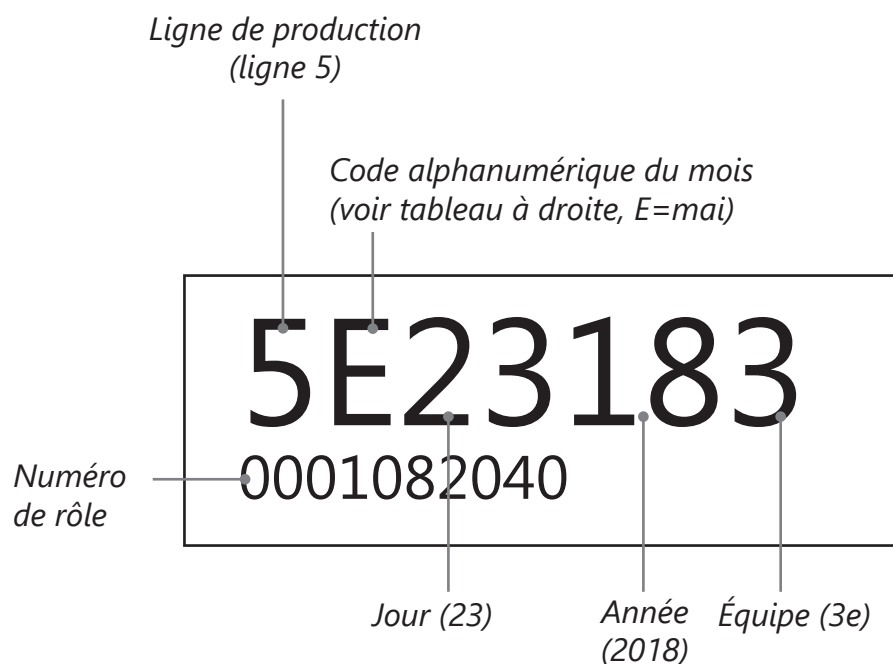 Ligne de production
(ligne 5)
Code alphanumérique du mois
(voir tableau à droite, E=mai)
5E23183
0001082040
Numéro
de rôle
Jour (23)
Année
(2018)
Équipe (3e)